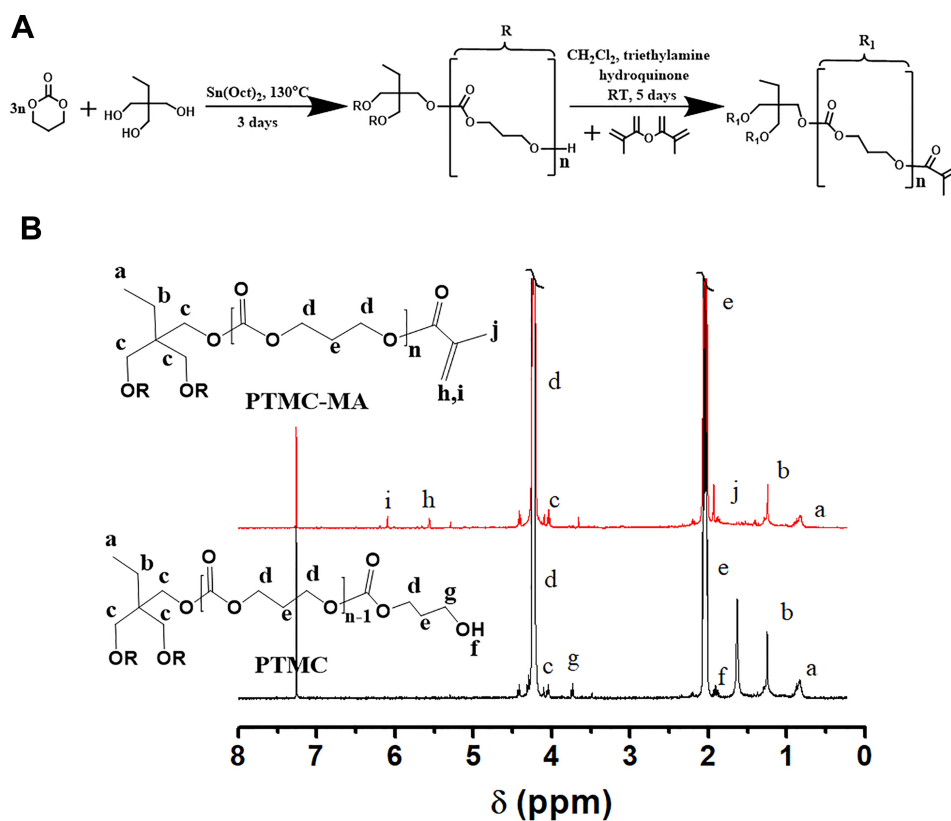 A
R
R₁
CH₂Cl₂, triethylamine
hydroquinone
RT, 5 days
3n
O
O
O
+
HO
OH
HO
Sn(Oct)₂, 130°C
3 days
RO
RO
O
O
O
O
H
n
+
O
R₁O
R₁O
O
O
O
O
O
n
B
a
b
c
c
c
O
O
O
d
d
e
O
n
O
j
h,i
OR
OR
PTMC-MA
e
d
i
h
c
j
b
a
a
b
c
c
c
O
O
O
d
d
e
O
n-1
O
O
d
g
e
OH
f
OR
OR
PTMC
d
c
g
e
f
b
a
8
7
6
5
4
3
2
1
0
δ (ppm)